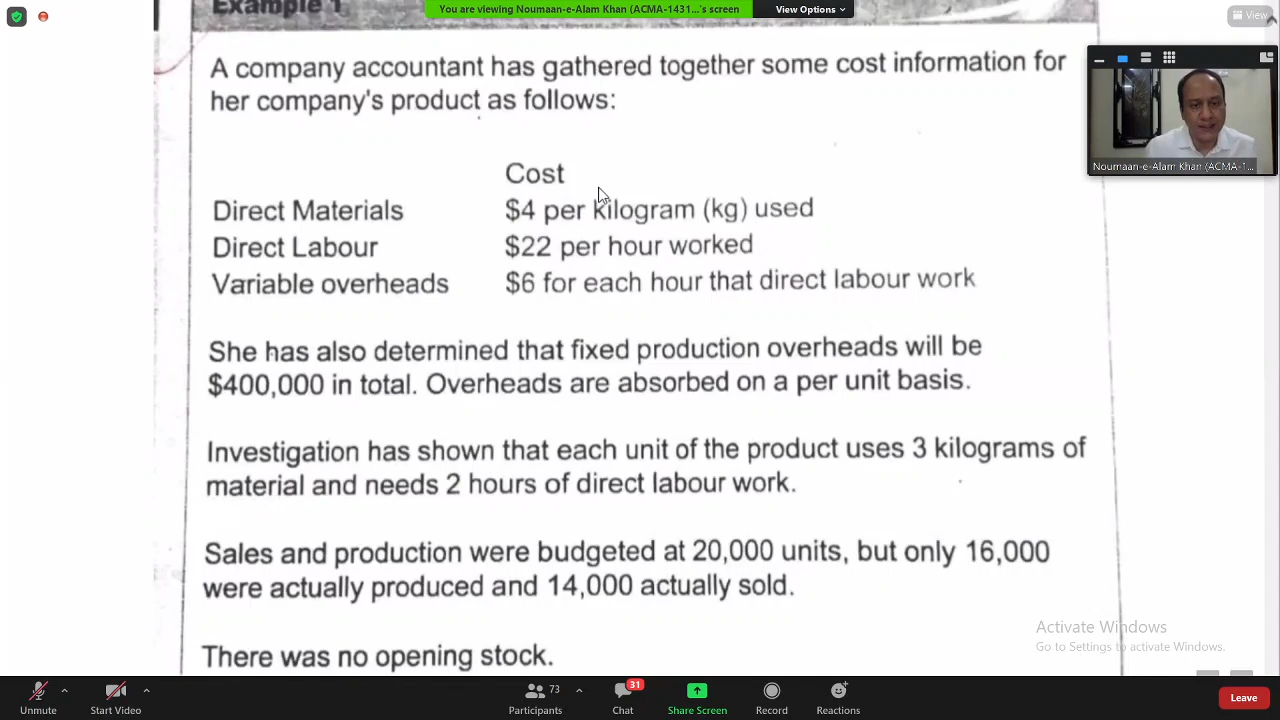 Example 1
You are viewing Noumaan-e-Alam Khan (ACMA-1431...'s screen
View Options
View
A company accountant has gathered together some cost information for
her company's product as follows:
Cost
Direct Materials $4 per kilogram (kg) used
Direct Labour $22 per hour worked
Variable overheads $6 for each hour that direct labour work
She has also determined that fixed production overheads will be
$400,000 in total. Overheads are absorbed on a per unit basis.
Investigation has shown that each unit of the product uses 3 kilograms of
material and needs 2 hours of direct labour work.
Sales and production were budgeted at 20,000 units, but only 16,000
were actually produced and 14,000 actually sold.
There was no opening stock.
Noumaan-e-Alam Khan (ACMA-1...
Activate Windows
Go to Settings to activate Windows.
Unmute
Start Video
73
Participants
31
Chat
Share Screen
Record
Reactions
Leave